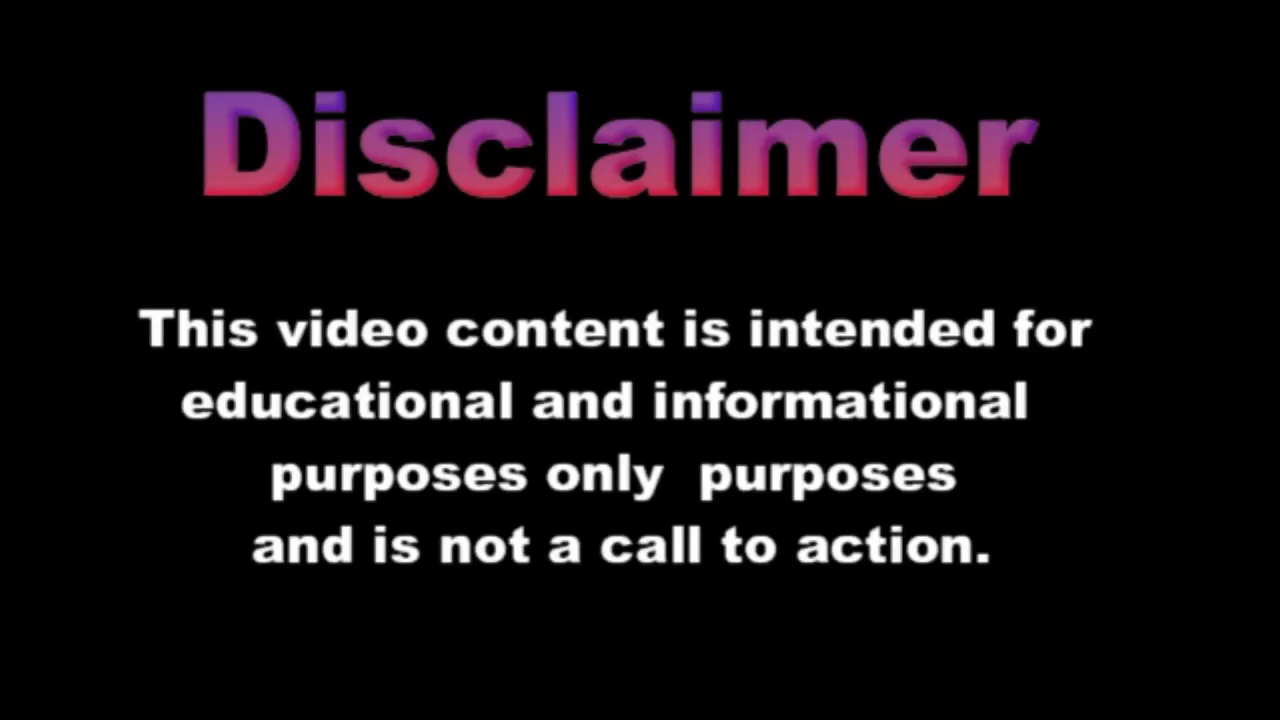 Disclaimer
This video content is intended for
educational and informational
purposes only  purposes
and is not a call to action.